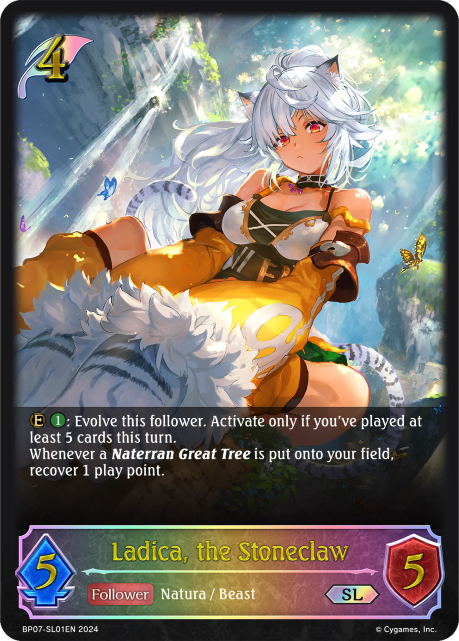 4
E 1 : Evolve this follower. Activate only if you've played at
least 5 cards this turn.
Whenever a Naterran Great Tree is put onto your field,
recover 1 play point.
Ladica, the Stoneclaw
5
Follower Natura / Beast
SL
5
BP07-SL01EN 2024
© Cygames, Inc.